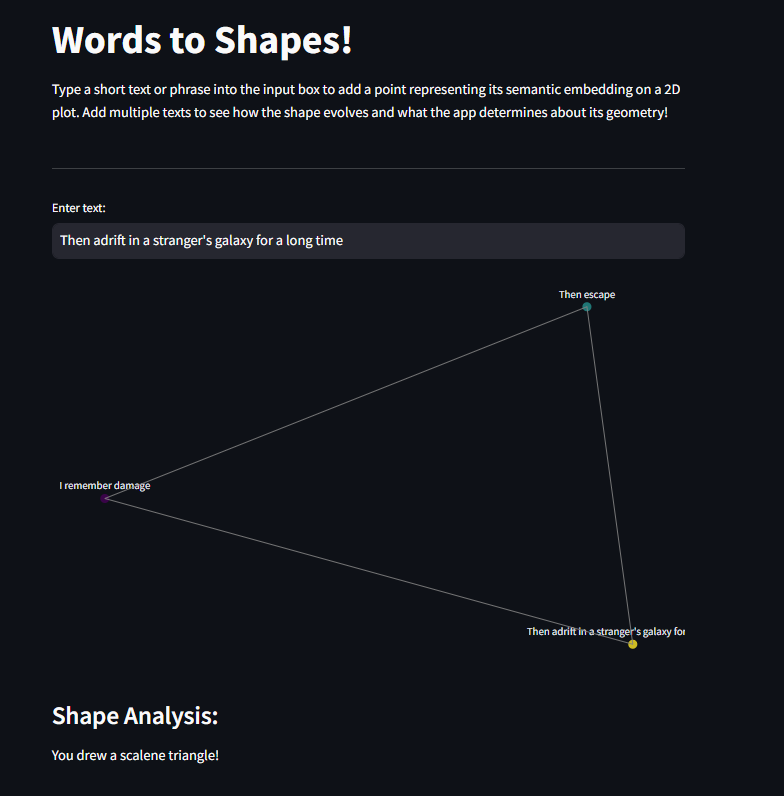 Words to Shapes!
Type a short text or phrase into the input box to add a point representing its semantic embedding on a 2D
plot. Add multiple texts to see how the shape evolves and what the app determines about its geometry!
Enter text:
Then adrift in a stranger's galaxy for a long time
Then escape
I remember damage
Then adrift in a stranger's galaxy for
Shape Analysis:
You drew a scalene triangle!